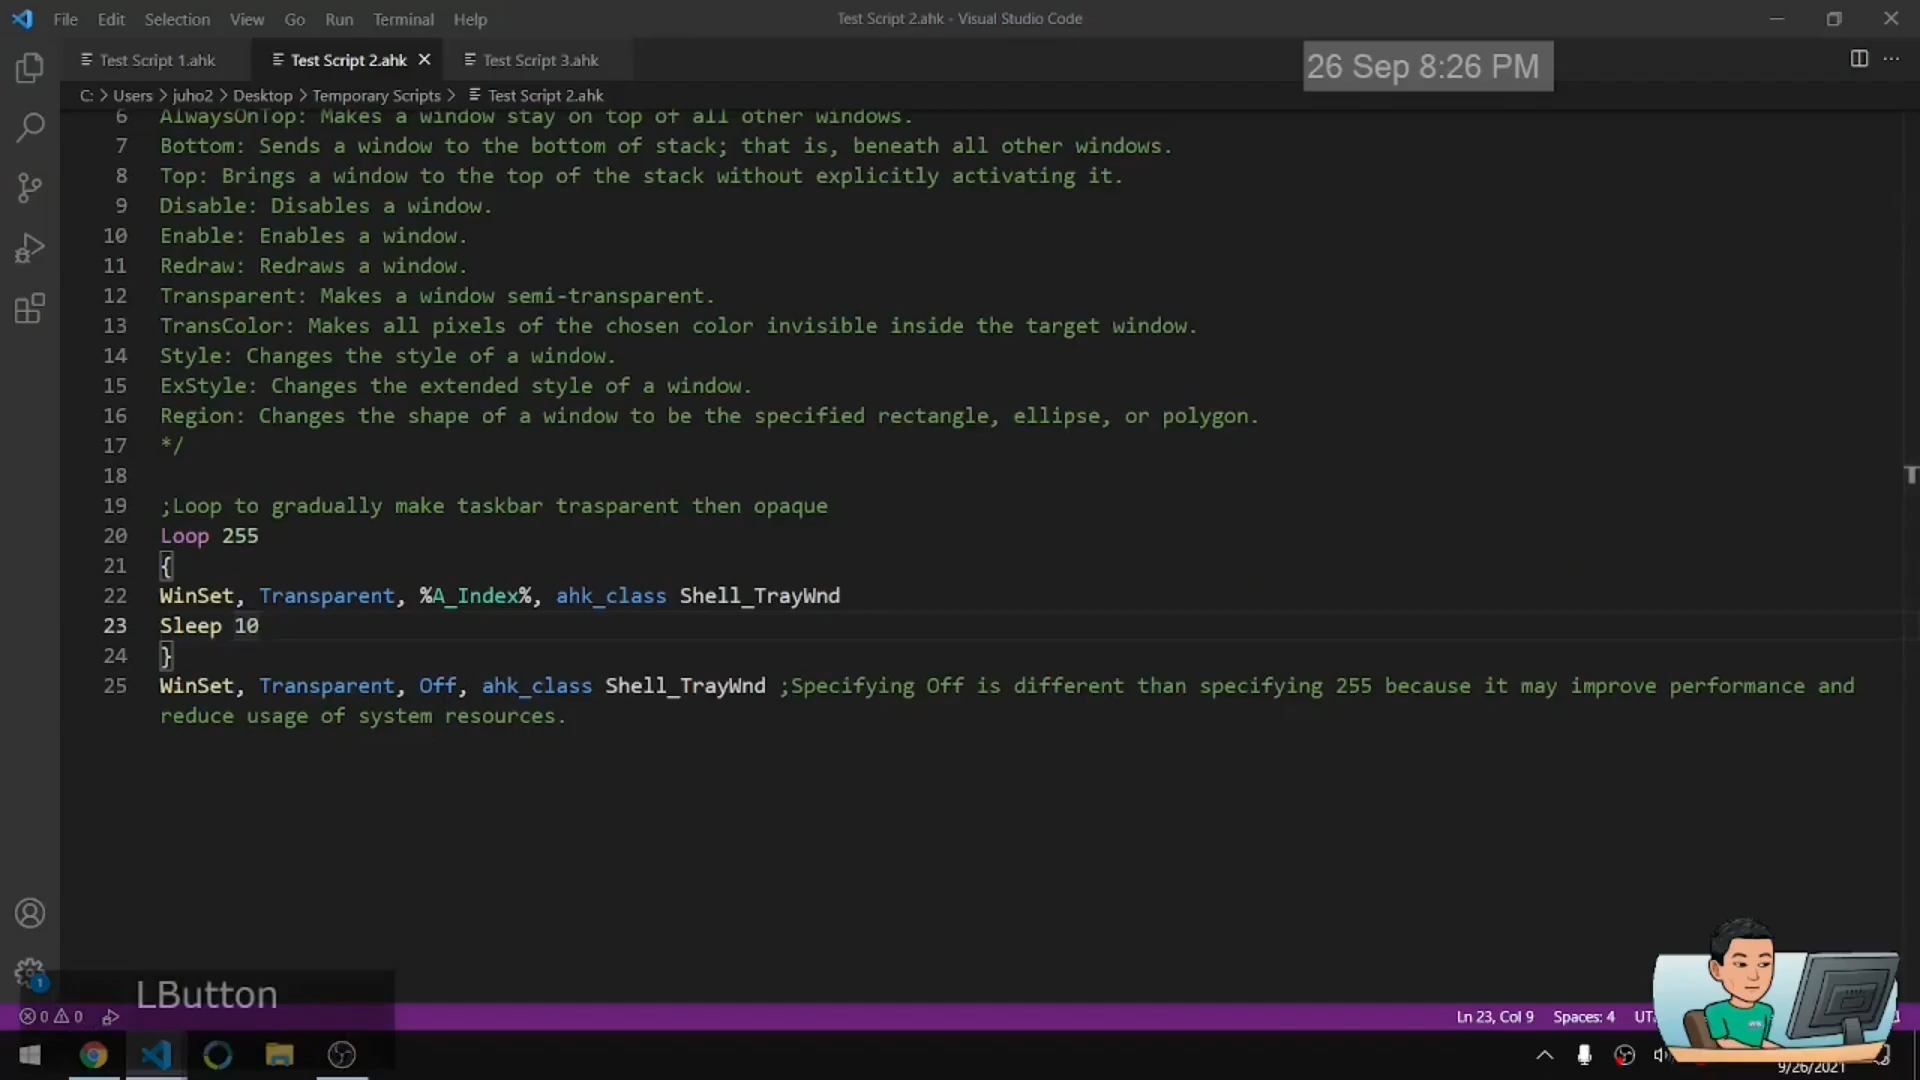 File Edit Selection View Go Run Terminal Help
Test Script 2.ahk - Visual Studio Code
Test Script 1.ahk
Test Script 2.ahk
Test Script 3.ahk
26 Sep 8:26 PM
C: > Users > juho2 > Desktop > Temporary Scripts > Test Script 2.ahk
6 AlwaysOnTop: Makes a window stay on top of all other windows.
7 Bottom: Sends a window to the bottom of stack; that is, beneath all other windows.
8 Top: Brings a window to the top of the stack without explicitly activating it.
9 Disable: Disables a window.
10 Enable: Enables a window.
11 Redraw: Redraws a window.
12 Transparent: Makes a window semi-transparent.
13 TransColor: Makes all pixels of the chosen color invisible inside the target window.
14 Style: Changes the style of a window.
15 ExStyle: Changes the extended style of a window.
16 Region: Changes the shape of a window to be the specified rectangle, ellipse, or polygon.
17 */
18
19 ;Loop to gradually make taskbar trasparent then opaque
20 Loop 255
21 {
22 WinSet, Transparent, %A_Index%, ahk_class Shell_TrayWnd
23 Sleep 10
24 }
25 WinSet, Transparent, Off, ahk_class Shell_TrayWnd ;Specifying Off is different than specifying 255 because it may improve performance and
reduce usage of system resources.
1
LButton
0 0
Ln 23, Col 9 Spaces: 4 UT
9/26/2021